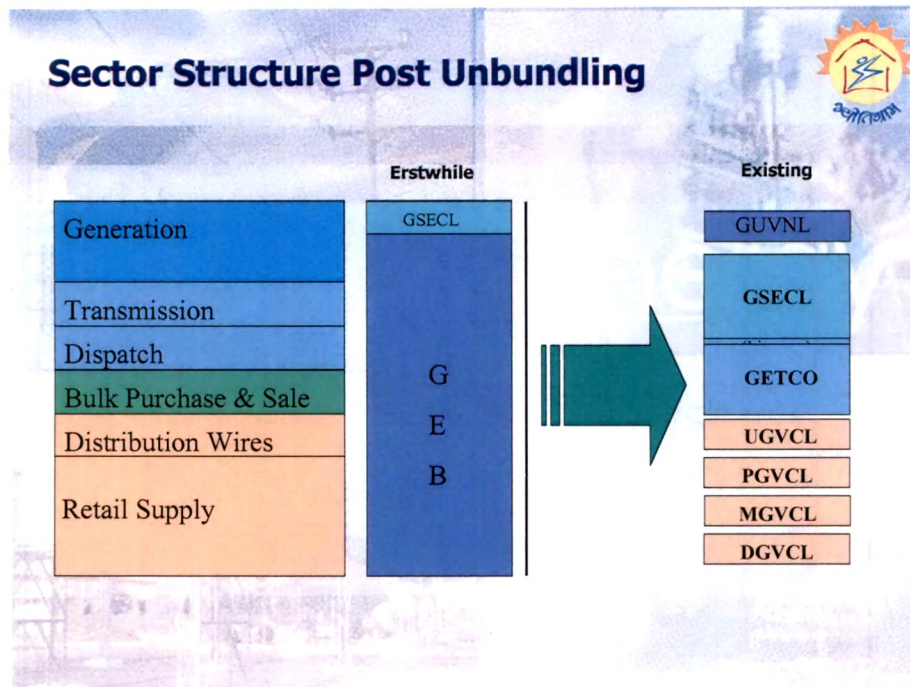 Sector Structure Post Unbundling
જ્યોતિગ્રામ
Erstwhile
Existing
Generation
Transmission
Dispatch
Bulk Purchase & Sale
Distribution Wires
Retail Supply
GSECL
G
E
B
GUVNL
GSECL
GETCO
UGVCL
PGVCL
MGVCL
DGVCL